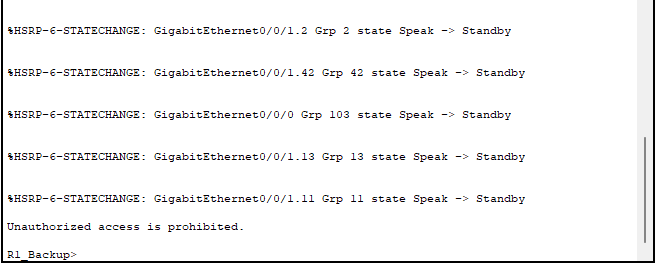 %HSRP-6-STATECHANGE: GigabitEthernet0/0/1.2 Grp 2 state Speak -> Standby
%HSRP-6-STATECHANGE: GigabitEthernet0/0/1.42 Grp 42 state Speak -> Standby
%HSRP-6-STATECHANGE: GigabitEthernet0/0/0 Grp 103 state Speak -> Standby
%HSRP-6-STATECHANGE: GigabitEthernet0/0/1.13 Grp 13 state Speak -> Standby
%HSRP-6-STATECHANGE: GigabitEthernet0/0/1.11 Grp 11 state Speak -> Standby
Unauthorized access is prohibited.
R1_Backup>